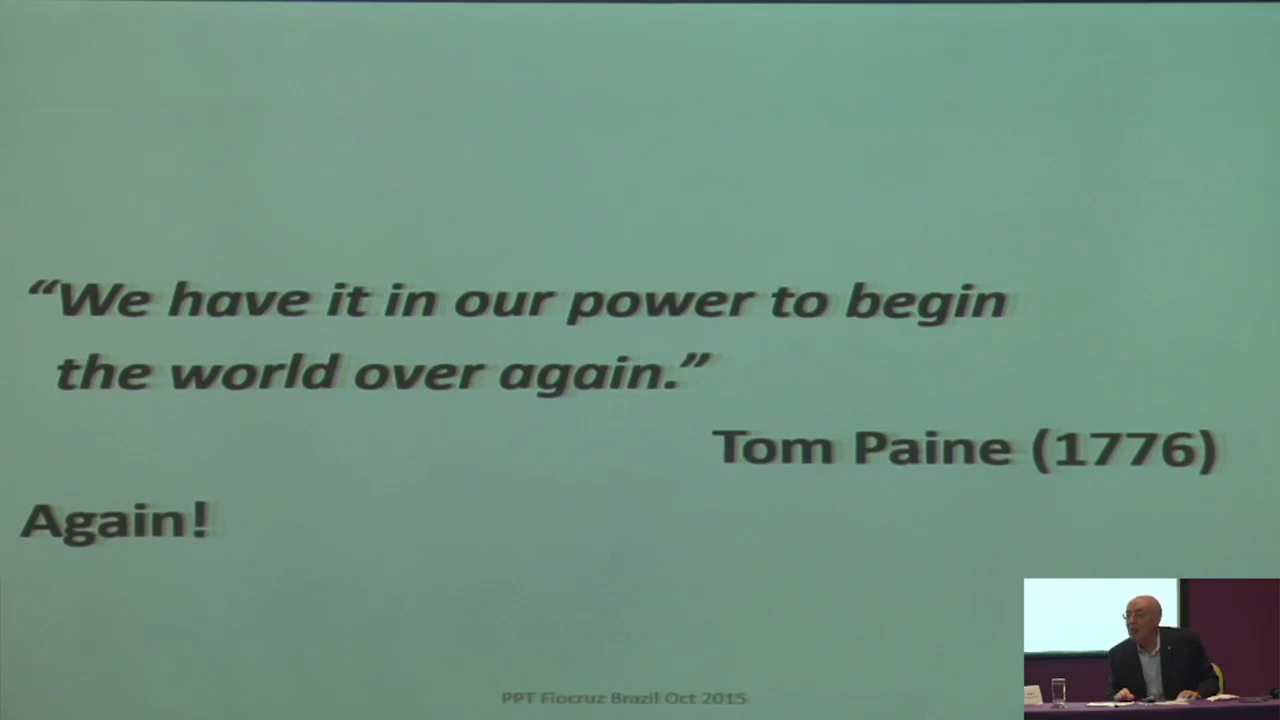 “We have it in our power to begin
the world over again.”
Tom Paine (1776)
Again!
PPT Fiocruz Brazil Oct 2015